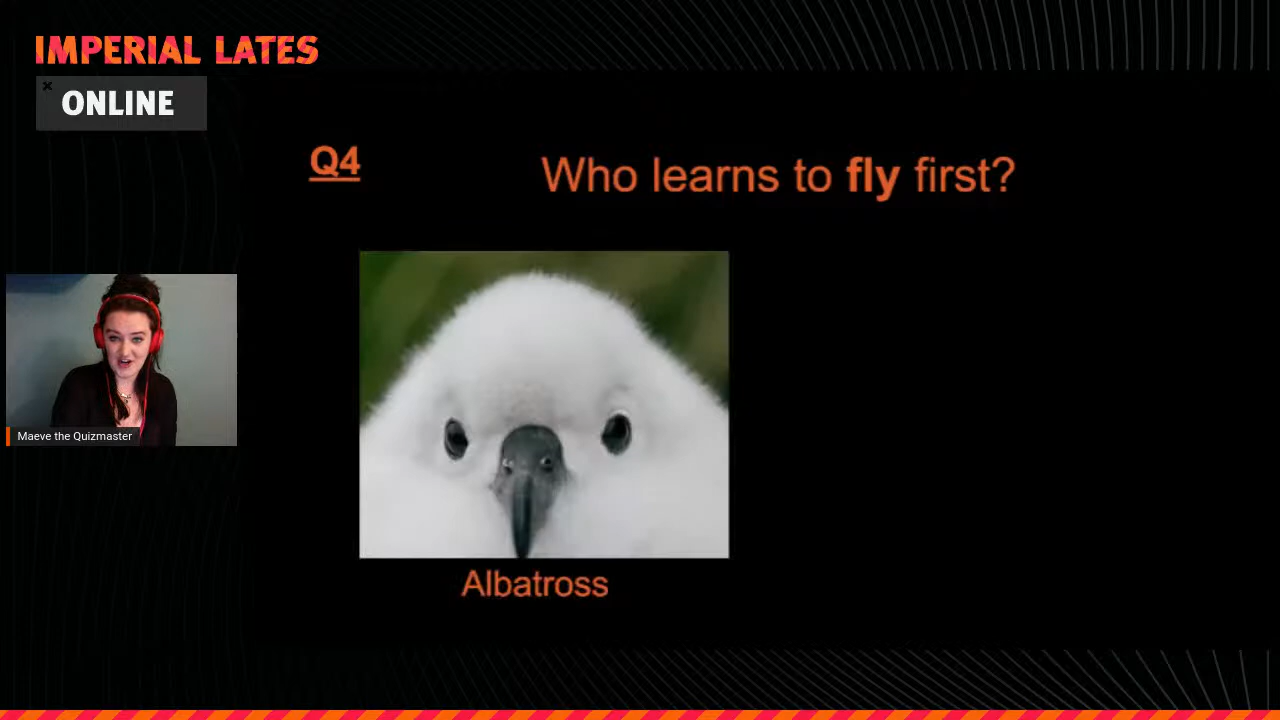 IMPERIAL LATES
ONLINE
Q4
Who learns to fly first?
Maeve the Quizmaster
Albatross